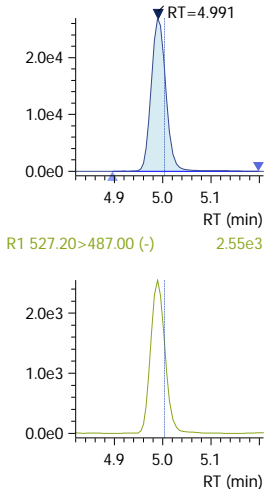 RT=4.991
2.0e4
1.0e4
0.0e0
4.9 5.0 5.1
RT (min)
R1 527.20>487.00 (-) 2.55e3
2.0e3
1.0e3
0.0e0
4.9 5.0 5.1
RT (min)